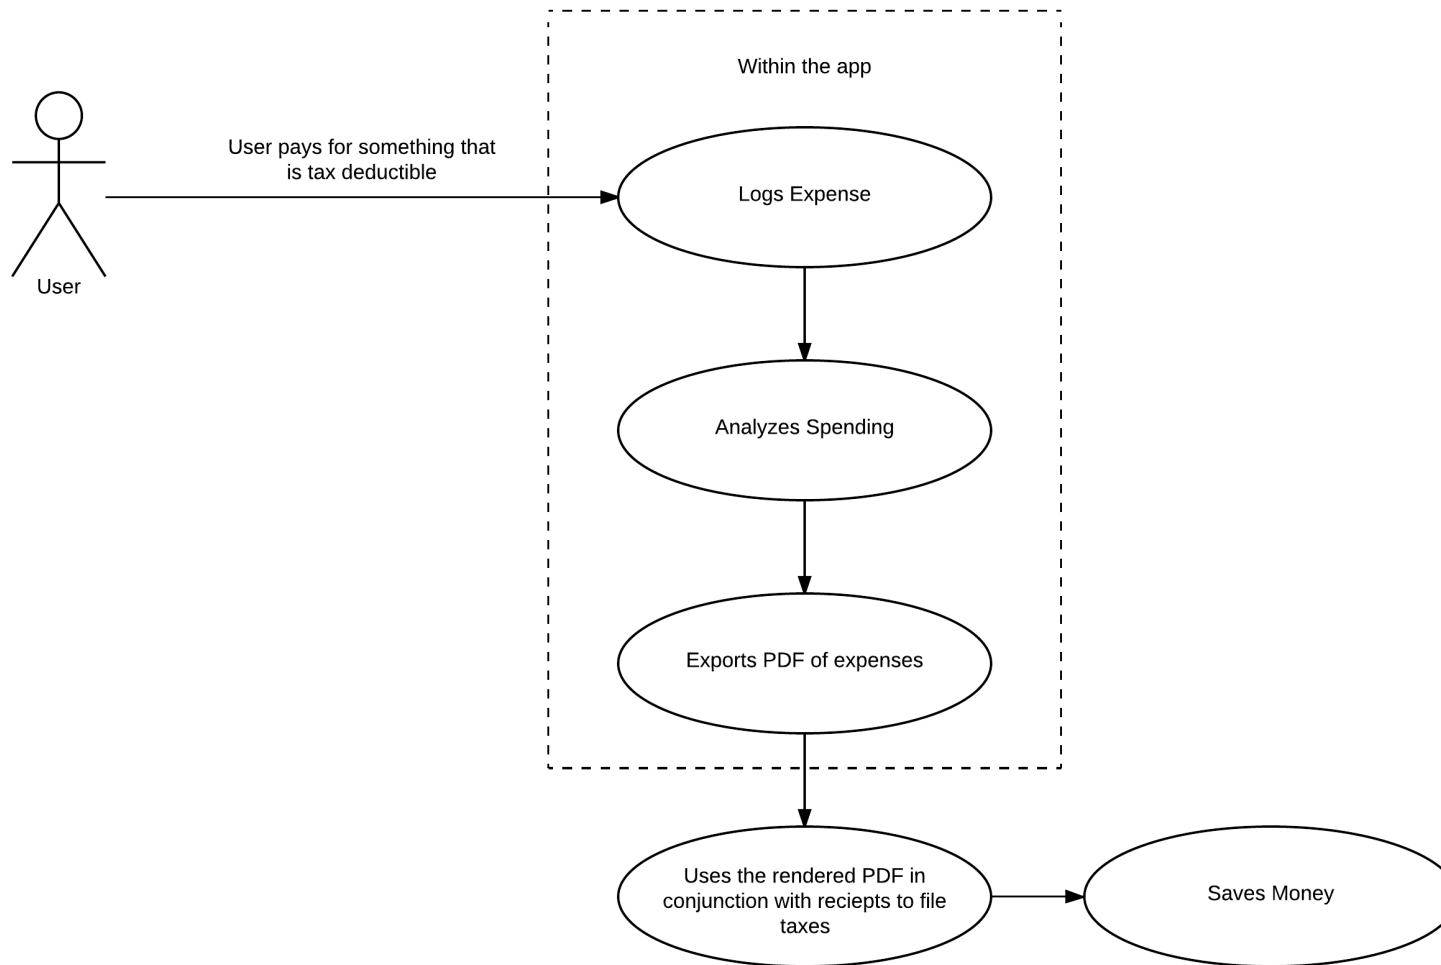 Within the app
User pays for something that
is tax deductible
Logs Expense
User
Analyzes Spending
Exports PDF of expenses
Uses the rendered PDF in
conjunction with reciepts to file
taxes
Saves Money